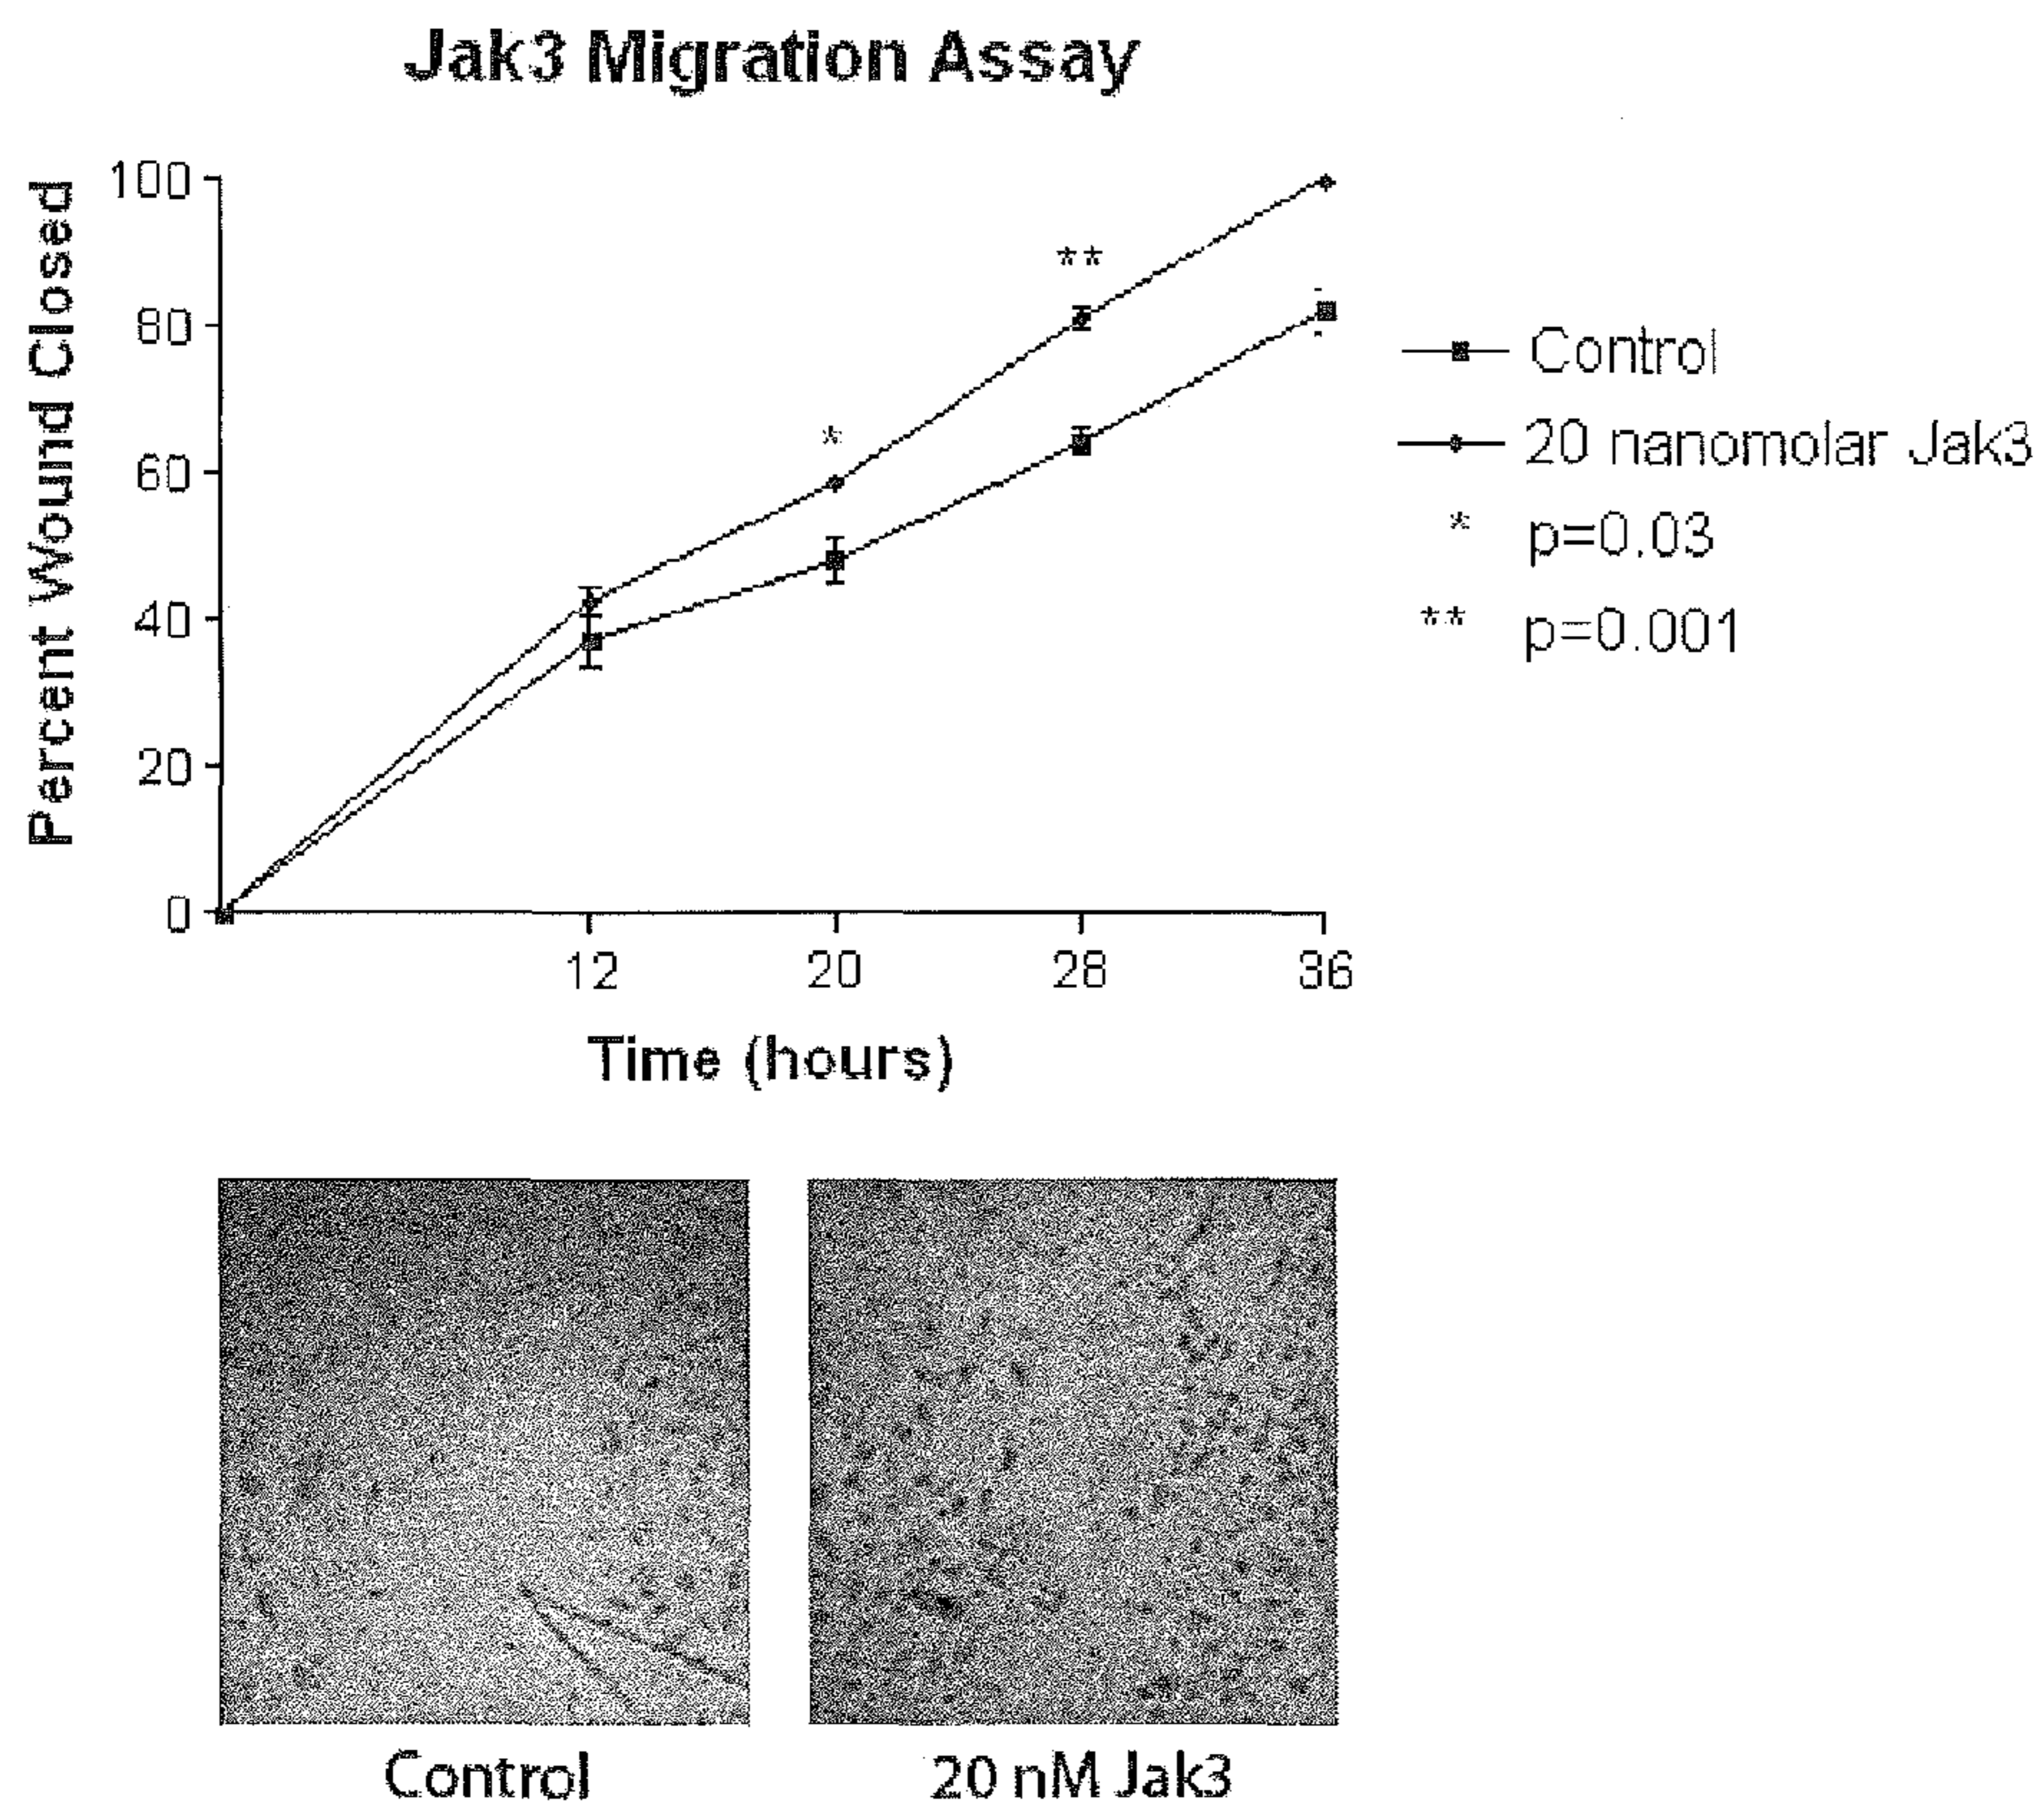 Jak3 Migration Assay
Percent Wound Closed
100
80
60
40
20
0
12 20 28 36
Time (hours)
Control
20 nanomolar Jak3
* p=0.03
** p=0.001
*
**
Control
20 nM Jak3